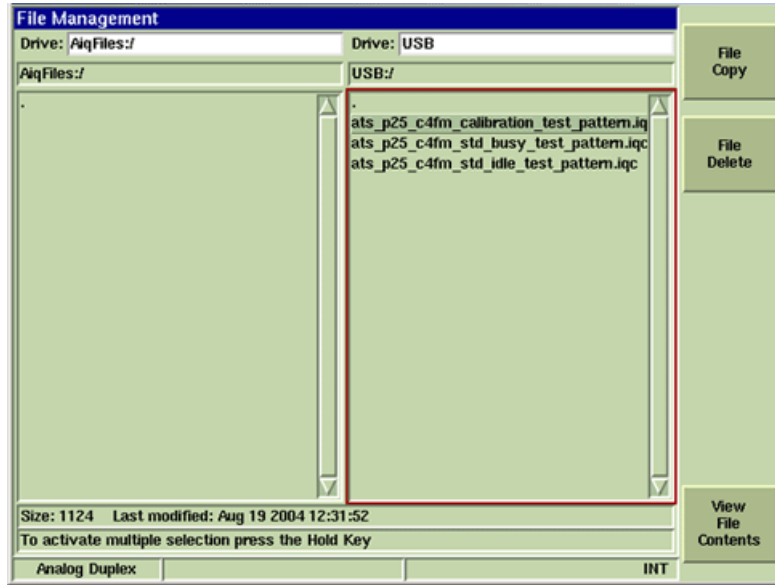 File Management
Drive: AiqFiles:/
AiqFiles:/
.
Drive: USB
USB:/
.
ats_p25_c4fm_calibration_test_pattern.iq
ats_p25_c4fm_std_busy_test_pattern.iqc
ats_p25_c4fm_std_idle_test_pattern.iqc
Size: 1124 Last modified: Aug 19 2004 12:31:52
To activate multiple selection press the Hold Key
Analog Duplex
INT
File
Copy
File
Delete
View
File
Contents